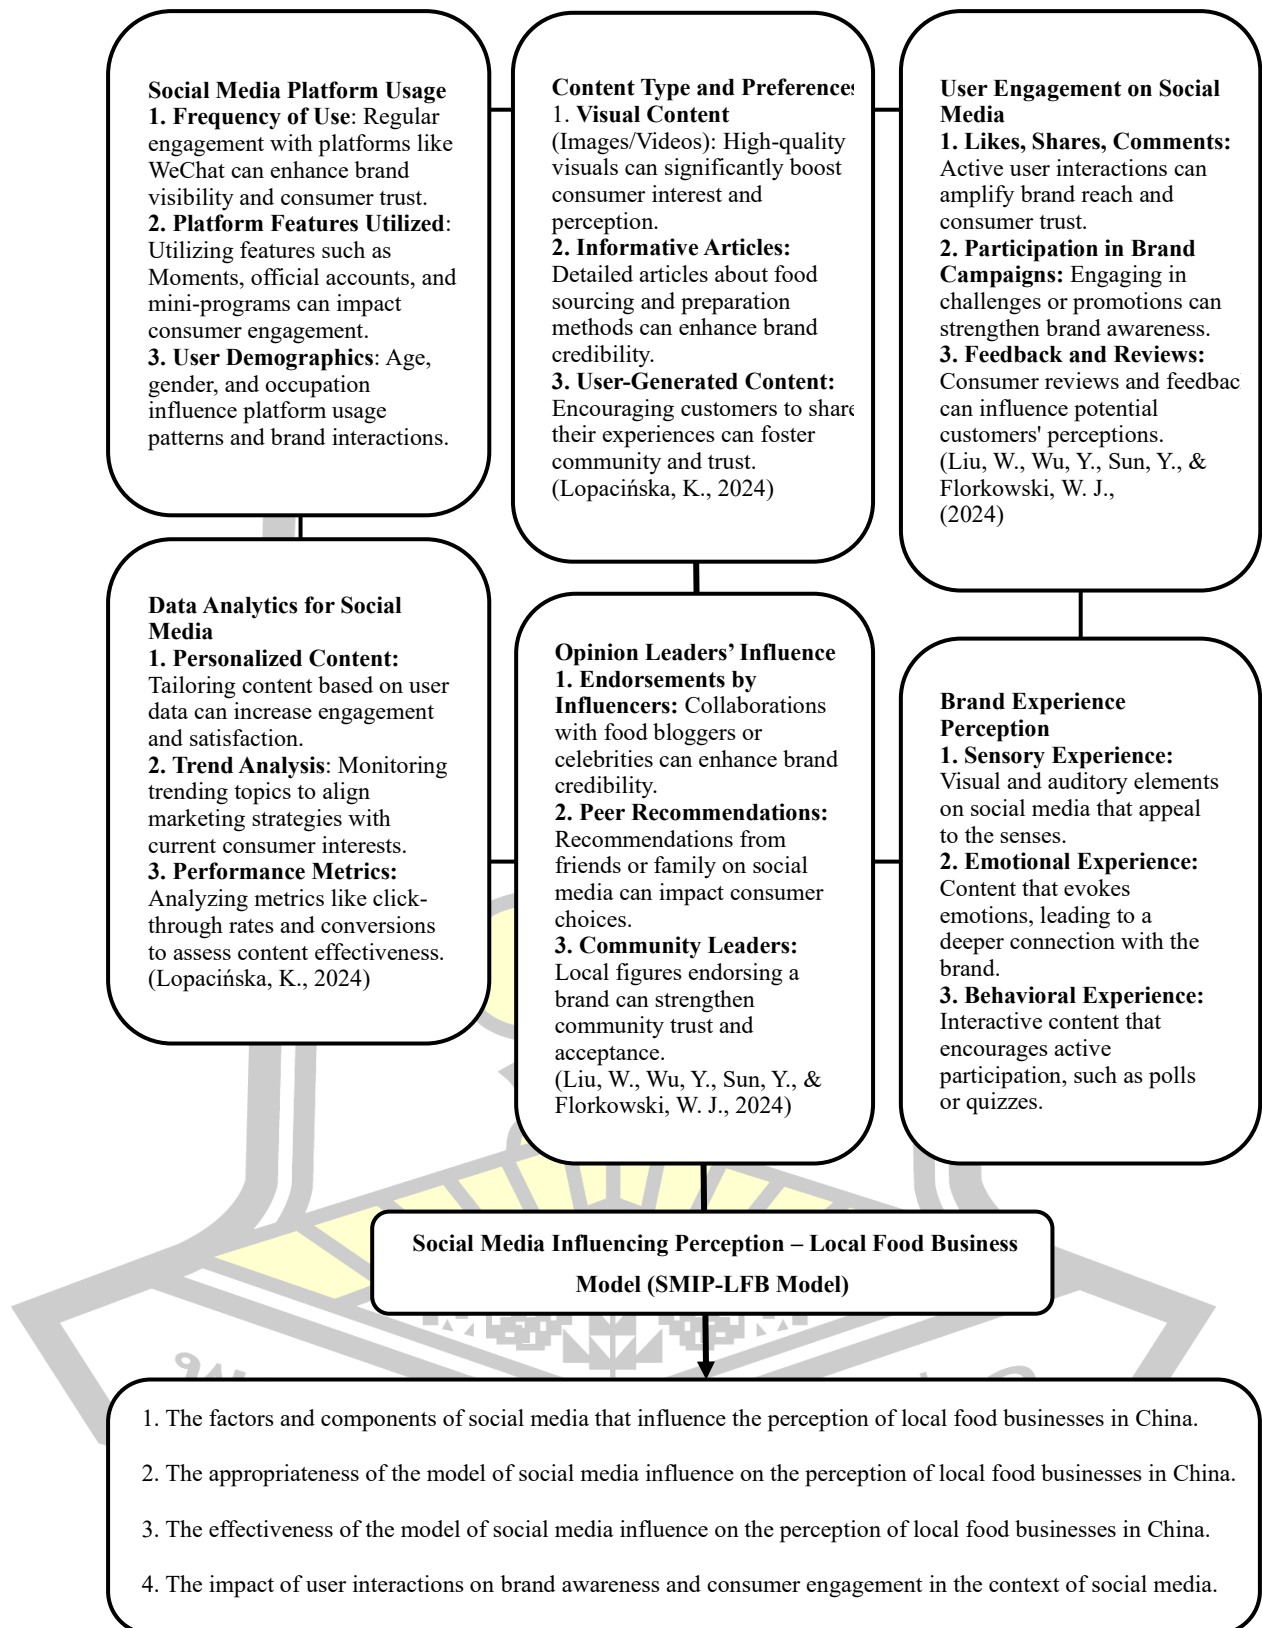 Social Media Platform Usage
1. Frequency of Use: Regular
engagement with platforms like
WeChat can enhance brand
visibility and consumer trust.
2. Platform Features Utilized:
Utilizing features such as
Moments, official accounts, and
mini-programs can impact
consumer engagement.
3. User Demographics: Age,
gender, and occupation
influence platform usage
patterns and brand interactions.
Content Type and Preferences
1. Visual Content
(Images/Videos): High-quality
visuals can significantly boost
consumer interest and
perception.
2. Informative Articles:
Detailed articles about food
sourcing and preparation
methods can enhance brand
credibility.
3. User-Generated Content:
Encouraging customers to share
their experiences can foster
community and trust.
(Lopacińska, K., 2024)
User Engagement on Social
Media
1. Likes, Shares, Comments:
Active user interactions can
amplify brand reach and
consumer trust.
2. Participation in Brand
Campaigns: Engaging in
challenges or promotions can
strengthen brand awareness.
3. Feedback and Reviews:
Consumer reviews and feedbac
can influence potential
customers' perceptions.
(Liu, W., Wu, Y., Sun, Y., &
Florkowski, W. J.,
(2024)
Data Analytics for Social
Media
1. Personalized Content:
Tailoring content based on user
data can increase engagement
and satisfaction.
2. Trend Analysis: Monitoring
trending topics to align
marketing strategies with
current consumer interests.
3. Performance Metrics:
Analyzing metrics like click-
through rates and conversions
to assess content effectiveness.
(Lopacińska, K., 2024)
Opinion Leaders’ Influence
1. Endorsements by
Influencers: Collaborations
with food bloggers or
celebrities can enhance brand
credibility.
2. Peer Recommendations:
Recommendations from
friends or family on social
media can impact consumer
choices.
3. Community Leaders:
Local figures endorsing a
brand can strengthen
community trust and
acceptance.
(Liu, W., Wu, Y., Sun, Y., &
Florkowski, W. J., 2024)
Brand Experience
Perception
1. Sensory Experience:
Visual and auditory elements
on social media that appeal
to the senses.
2. Emotional Experience:
Content that evokes
emotions, leading to a
deeper connection with the
brand.
3. Behavioral Experience:
Interactive content that
encourages active
participation, such as polls
or quizzes.
Social Media Influencing Perception – Local Food Business
Model (SMIP-LFB Model)
1. The factors and components of social media that influence the perception of local food businesses in China.
2. The appropriateness of the model of social media influence on the perception of local food businesses in China.
3. The effectiveness of the model of social media influence on the perception of local food businesses in China.
4. The impact of user interactions on brand awareness and consumer engagement in the context of social media.